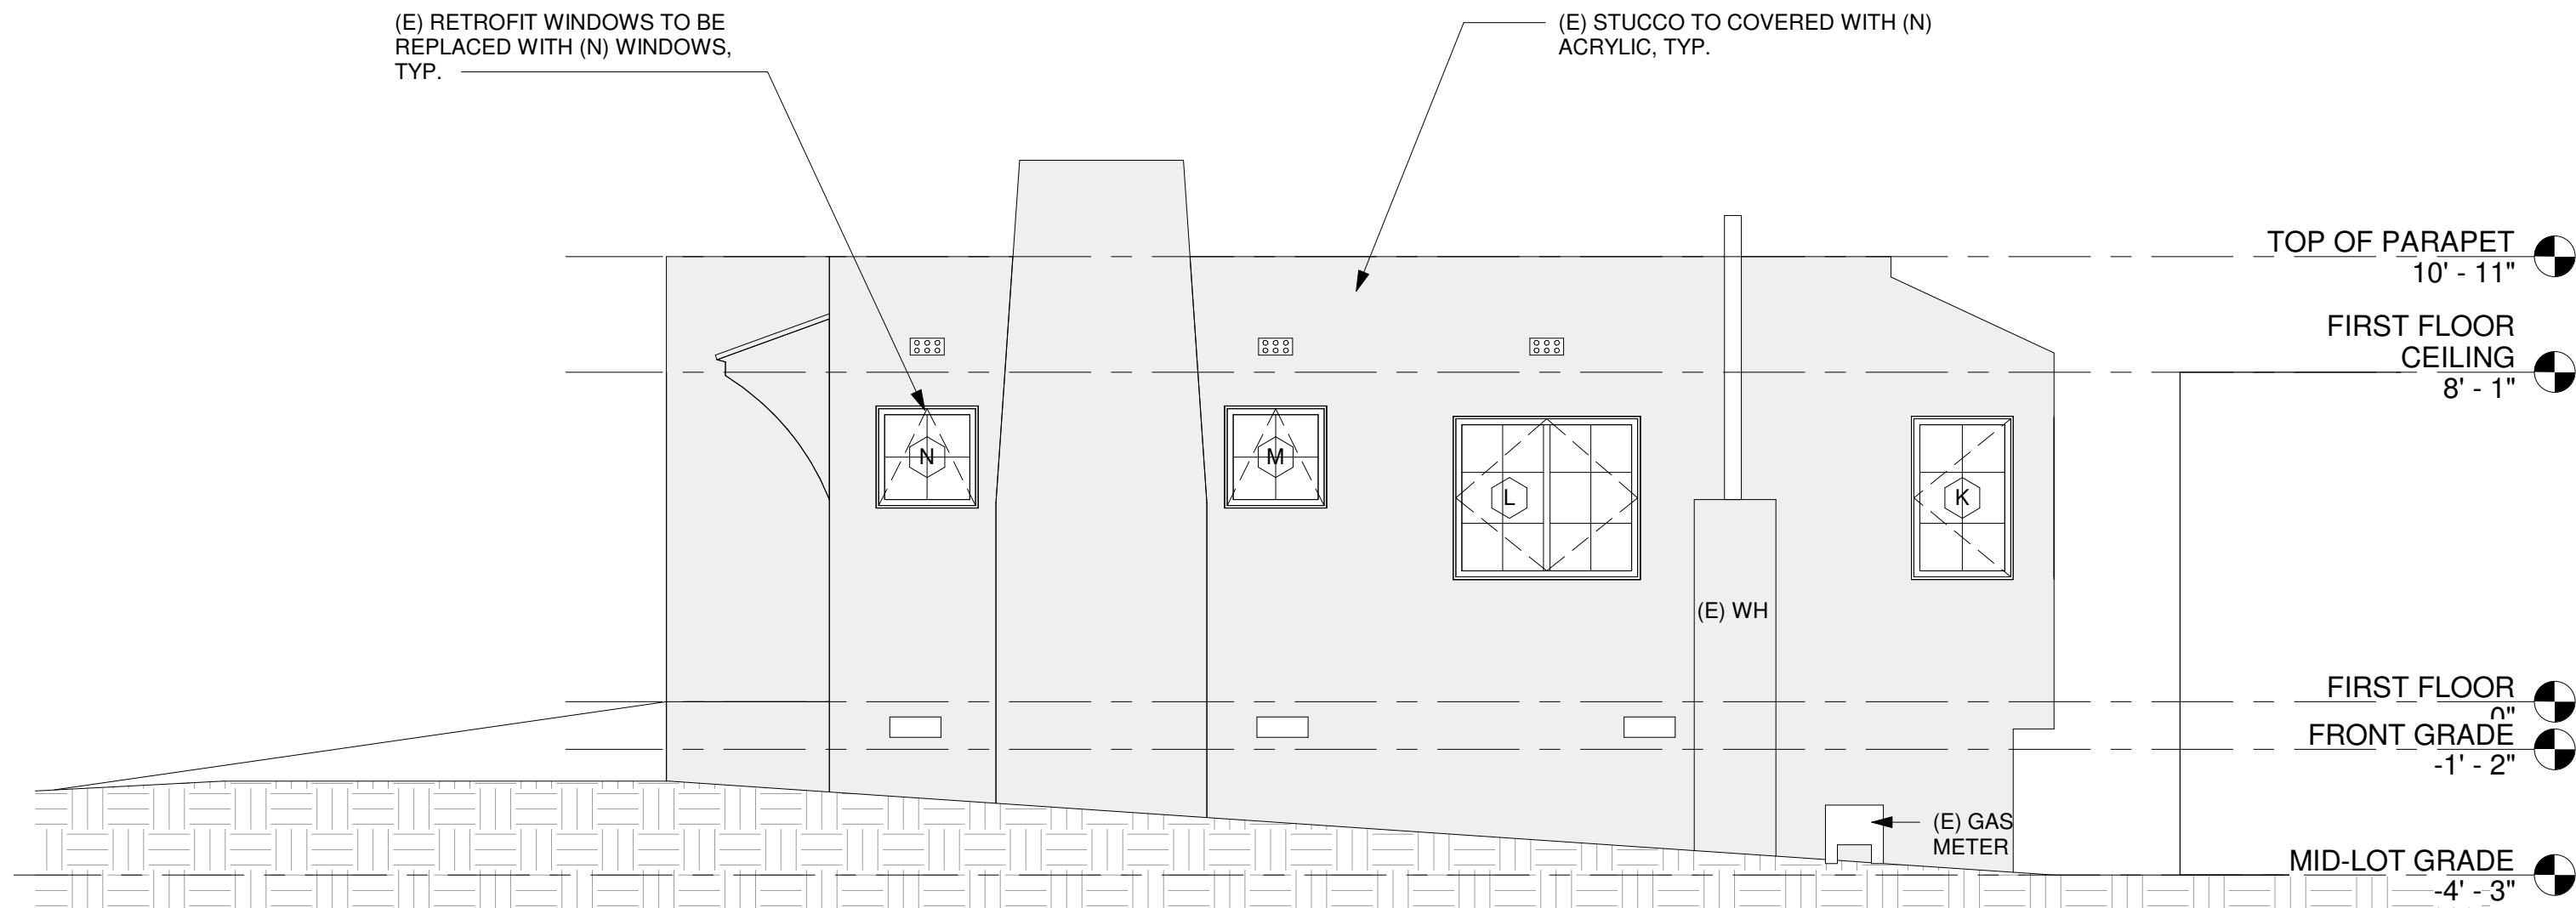 (E) RETROFIT WINDOWS TO BE
REPLACED WITH (N) WINDOWS,
TYP.
(E) STUCCO TO COVERED WITH (N)
ACRYLIC, TYP.
TOP OF PARAPET
10' - 11"
FIRST FLOOR
CEILING
8' - 1"
N
M
L
K
(E) WH
FIRST FLOOR
0"
FRONT GRADE
-1' - 2"
(E) GAS
METER
MID-LOT GRADE
-4' - 3"